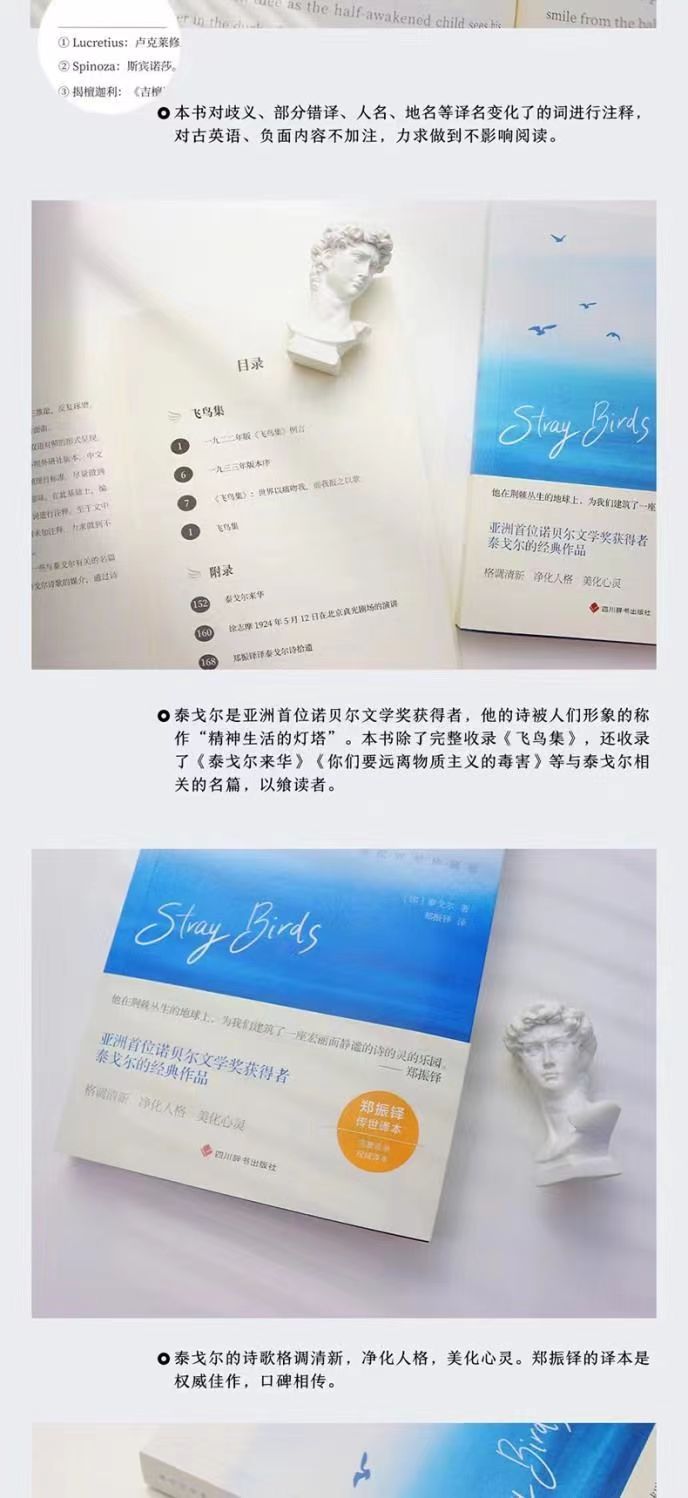 as the half-awakened child sees his
smile from the
① Lucretius：卢克莱修
② Spinoza：斯宾诺莎。
③ 揭檀迦利：《吉檀
本书对歧义、部分错译、人名、地名等译名变化了的词进行注释，
对古英语、负面内容不加注，力求做到不影响阅读。
目录
飞鸟集
1 一九二二年版《飞鸟集》例言
6 一九三三年版本序
7 《飞鸟集》：世界以痛吻我，而我报之以歌
1 飞鸟集
附录
152 泰戈尔来华
160 徐志摩1924年5月12日在北京真光剧场的演讲
168 郑振铎译泰戈尔诗拾遗
Stray Birds
他在荆棘丛生的地球上，为我们建筑了一座
亚洲首位诺贝尔文学奖获得者
泰戈尔的经典作品
格调清新 净化人格 美化心灵
四川辞书出版社
泰戈尔是亚洲首位诺贝尔文学奖获得者，他的诗被人们形象的称
作“精神生活的灯塔”。本书除了完整收录《飞鸟集》，还收录
了《泰戈尔来华》《你们要远离物质主义的毒害》等与泰戈尔相
关的名篇，以飨读者。
〔印〕泰戈尔 著
郑振铎 译
Stray Birds
他在荆棘丛生的地球上，为我们建筑了一座宏丽而静谧的诗的灵的乐园。
——郑振铎
亚洲首位诺贝尔文学奖获得者
泰戈尔的经典作品
格调清新 净化人格 美化心灵
郑振铎
传世译本
四川辞书出版社
泰戈尔的诗歌格调清新，净化人格，美化心灵。郑振铎的译本是
权威佳作，口碑相传。